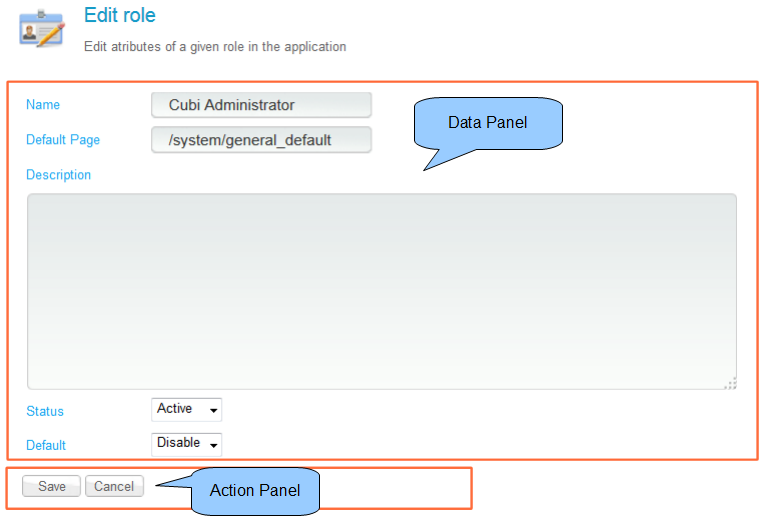 Edit role
Edit atributes of a given role in the application
Name
Cubi Administrator
Data Panel
Default Page
/system/general_default
Description
Status
Active
Default
Disable
Save
Cancel
Action Panel